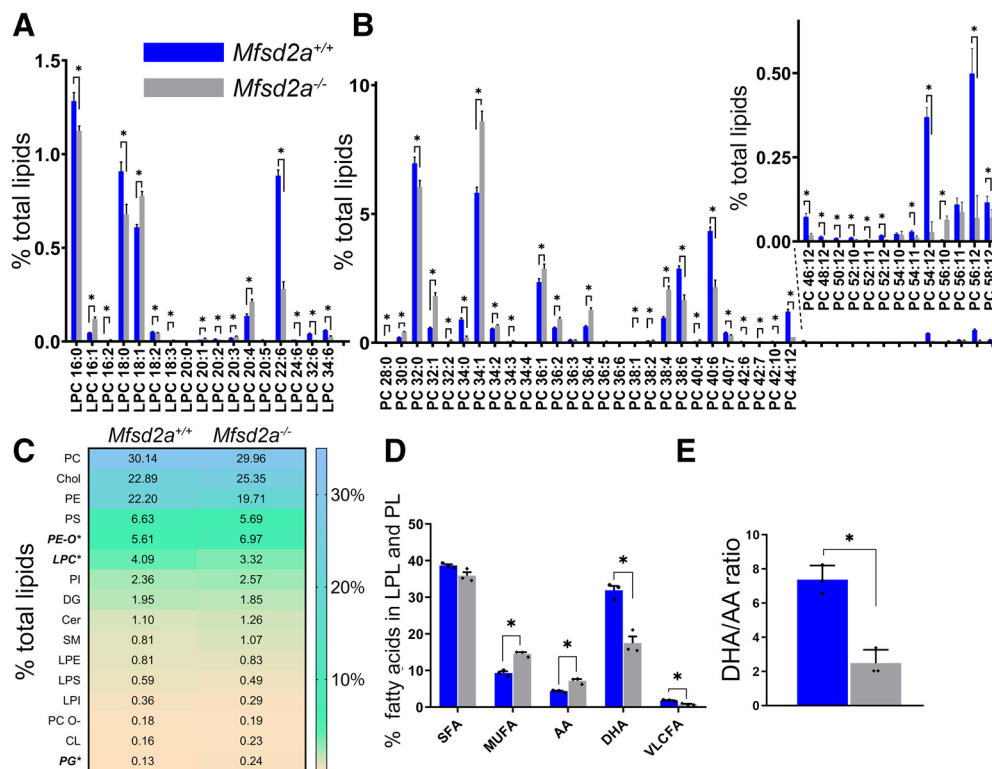 A
Mfsd2a+/+
Mfsd2a-/-
% total lipids
1.5
1.0
0.5
0.0
* * * * * * * * * * * * * * * *
LPC 16:0
LPC 16:1
LPC 16:2
LPC 18:0
LPC 18:1
LPC 18:2
LPC 18:3
LPC 20:0
LPC 20:1
LPC 20:2
LPC 20:3
LPC 20:4
LPC 20:5
LPC 22:6
LPC 24:6
LPC 32:6
LPC 34:6
B
% total lipids
10
5
0
PC 28:0
PC 30:0
PC 32:0
PC 32:1
PC 32:2
PC 34:0
PC 34:1
PC 34:2
PC 34:3
PC 34:4
PC 36:1
PC 36:2
PC 36:3
PC 36:4
PC 36:5
PC 36:6
PC 38:1
PC 38:2
PC 38:4
PC 38:6
PC 40:4
PC 40:6
PC 40:7
PC 42:6
PC 42:7
PC 42:10
PC 44:12
% total lipids
0.50
0.25
0.00
PC 46:12
PC 48:12
PC 50:12
PC 52:10
PC 52:11
PC 52:12
PC 54:10
PC 54:11
PC 54:12
PC 56:10
PC 56:11
PC 56:12
PC 58:12
C
Mfsd2a+/+ Mfsd2a-/-
% total lipids
PC 30.14 29.96
Chol 22.89 25.35
PE 22.20 19.71
PS 6.63 5.69
PE-O* 5.61 6.97
LPC* 4.09 3.32
PI 2.36 2.57
DG 1.95 1.85
Cer 1.10 1.26
SM 0.81 1.07
LPE 0.81 0.83
LPS 0.59 0.49
LPI 0.36 0.29
PC O- 0.18 0.19
CL 0.16 0.23
PG* 0.13 0.24
30%
20%
10%
D
% fatty acids in LPL and PL
50
40
30
20
10
0
* * * *
SFA
MUFA
AA
DHA
VLCFA
E
DHA/AA ratio
10
8
6
4
2
0
*